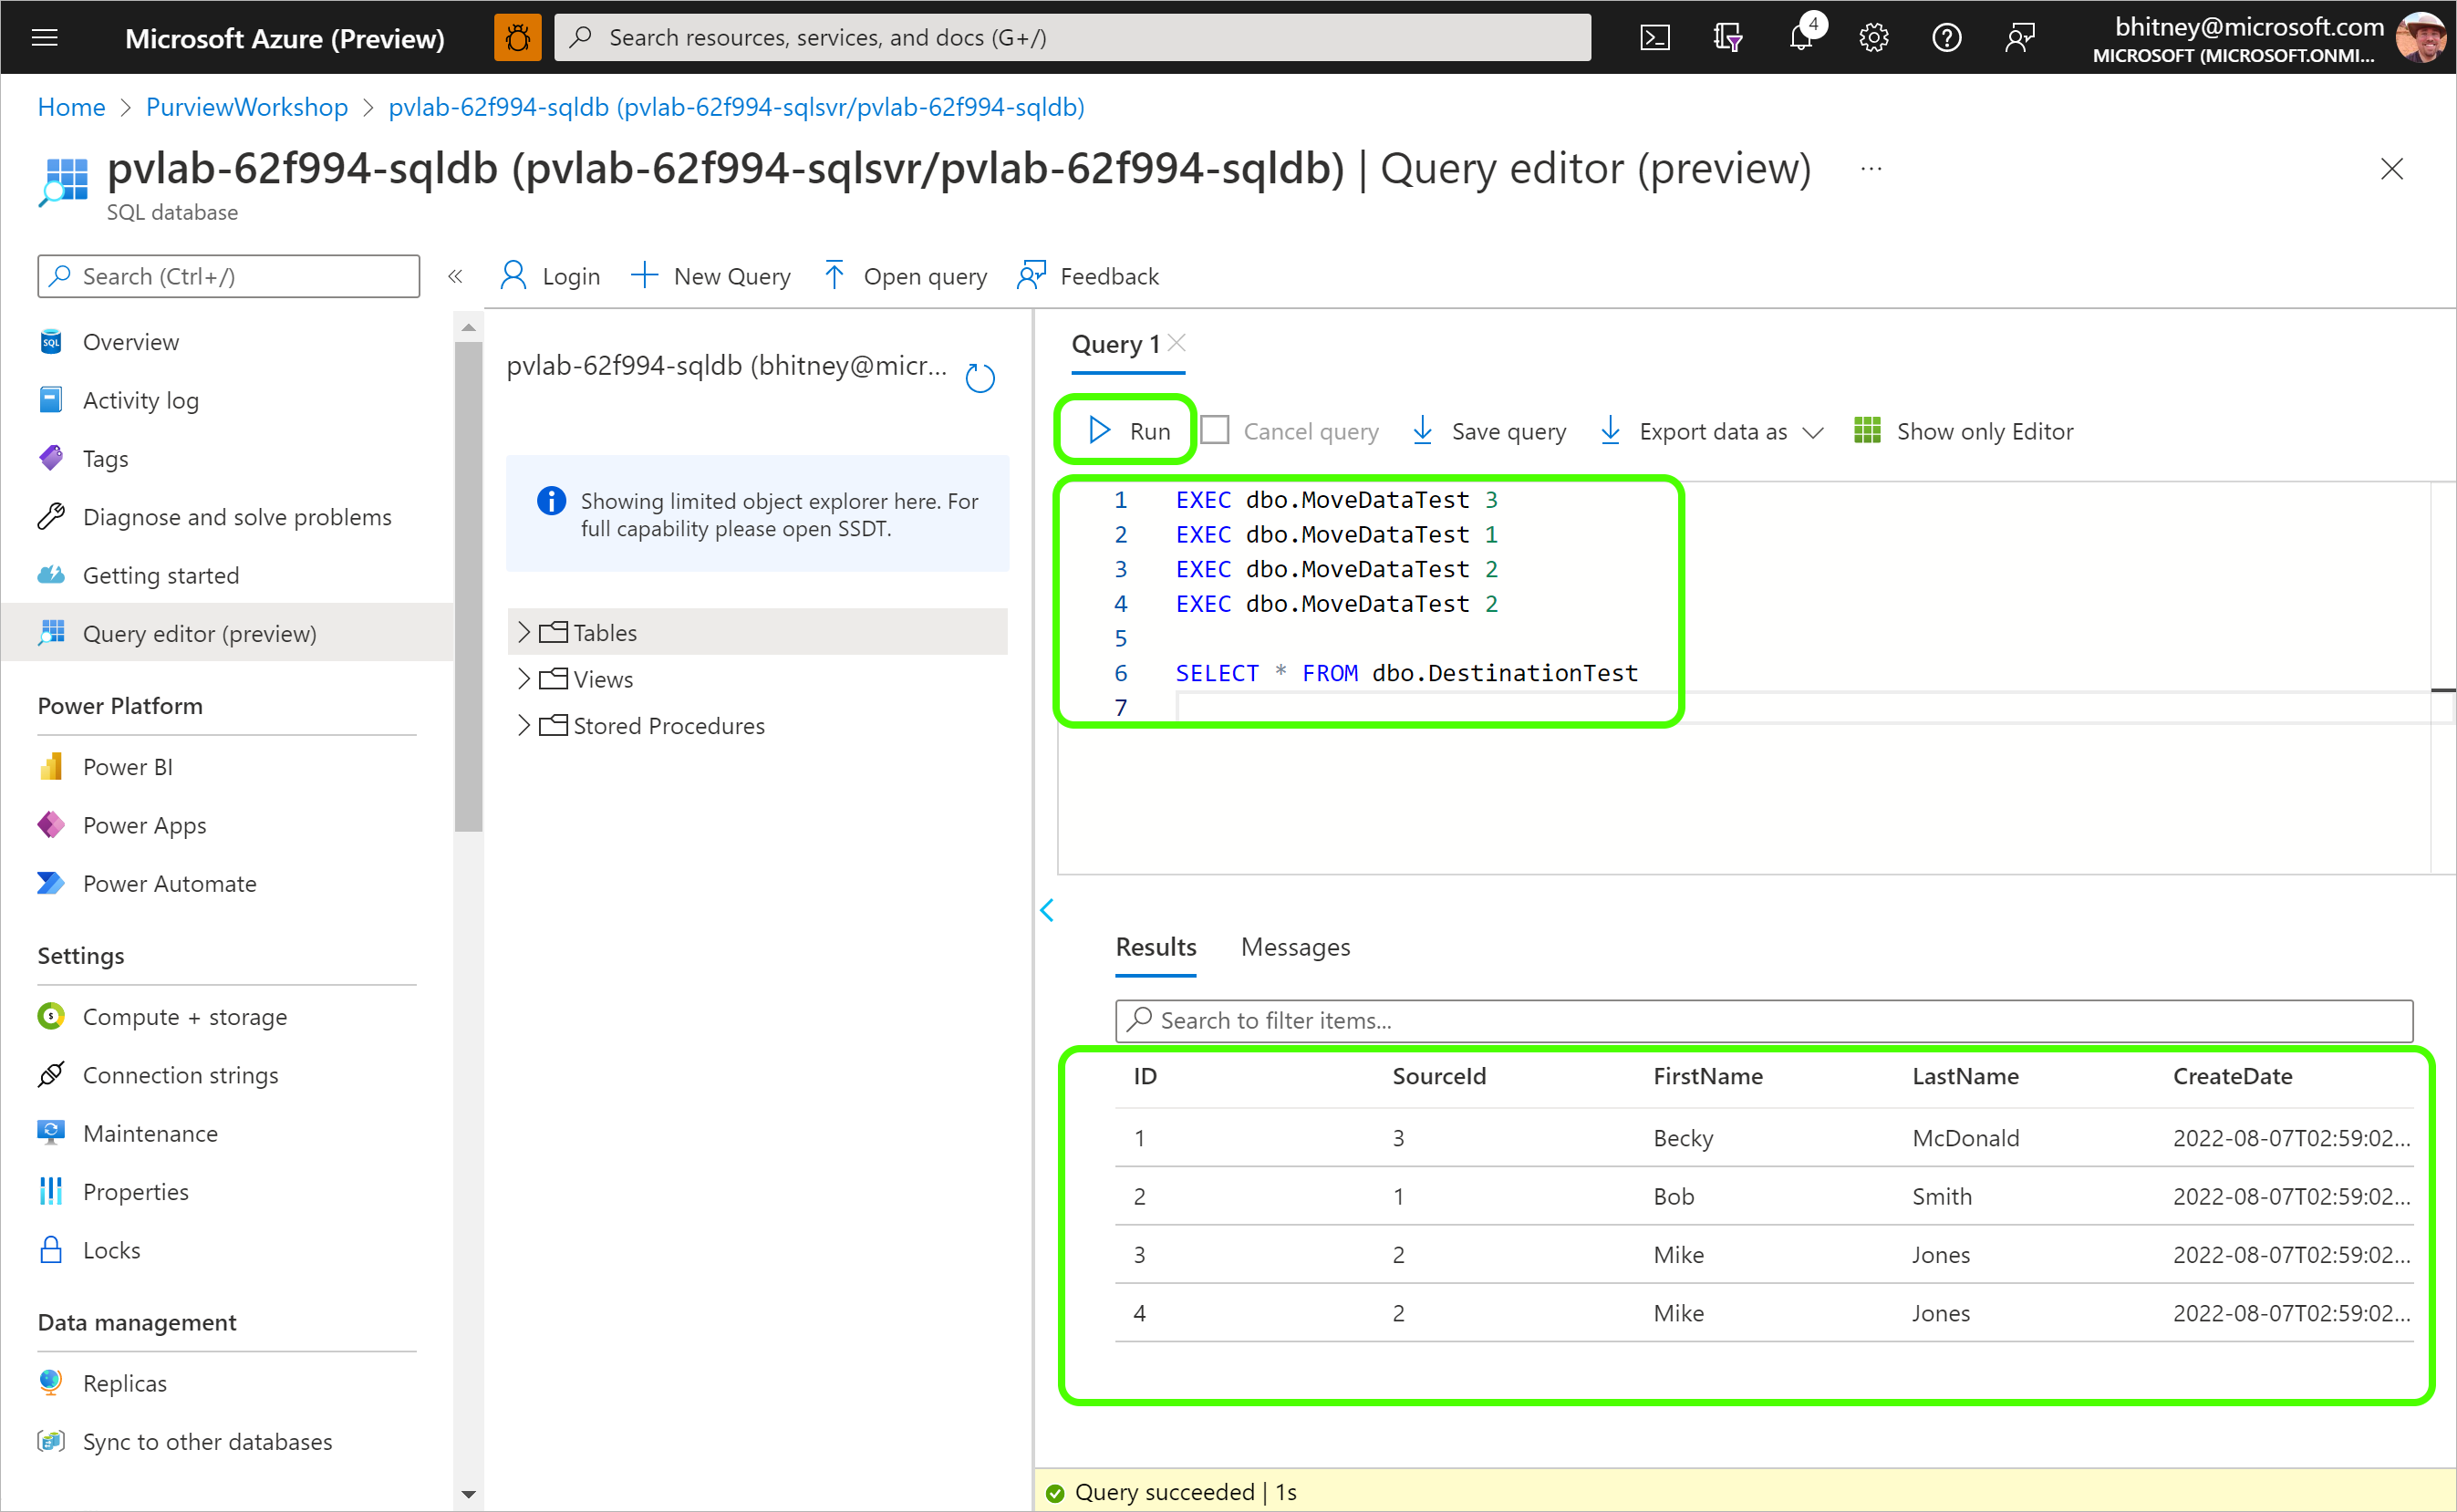 Microsoft Azure (Preview)
Search resources, services, and docs (G+/)
4
bhitney@microsoft.com
MICROSOFT (MICROSOFT.ONMI...
Home > PurviewWorkshop > pvlab-62f994-sqldb (pvlab-62f994-sqlsvr/pvlab-62f994-sqldb)
pvlab-62f994-sqldb (pvlab-62f994-sqlsvr/pvlab-62f994-sqldb) | Query editor (preview) ...
SQL database
Search (Ctrl+/)
«
Overview
Activity log
Tags
Diagnose and solve problems
Getting started
Query editor (preview)
Power Platform
Power BI
Power Apps
Power Automate
Settings
Compute + storage
Connection strings
Maintenance
Properties
Locks
Data management
Replicas
Sync to other databases
Login New Query Open query Feedback
pvlab-62f994-sqldb (bhitney@micr...
Showing limited object explorer here. For
full capability please open SSDT.
Tables
Views
Stored Procedures
Query 1
Run Cancel query Save query Export data as Show only Editor
1 EXEC dbo.MoveDataTest 3
2 EXEC dbo.MoveDataTest 1
3 EXEC dbo.MoveDataTest 2
4 EXEC dbo.MoveDataTest 2
5
6 SELECT * FROM dbo.DestinationTest
7
Results Messages
Search to filter items...
ID SourceId FirstName LastName CreateDate
1 3 Becky McDonald 2022-08-07T02:59:02...
2 1 Bob Smith 2022-08-07T02:59:02...
3 2 Mike Jones 2022-08-07T02:59:02...
4 2 Mike Jones 2022-08-07T02:59:02...
Query succeeded | 1s